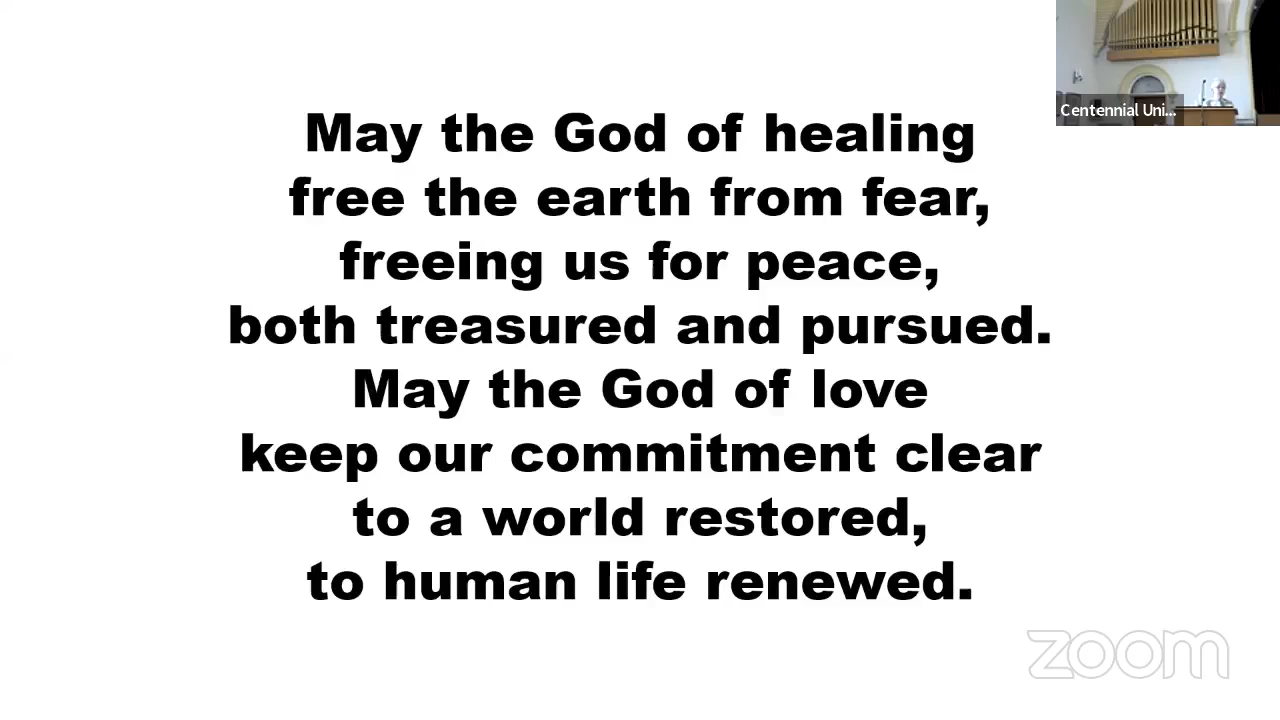 May the God of healing
free the earth from fear,
freeing us for peace,
both treasured and pursued.
May the God of love
keep our commitment clear
to a world restored,
to human life renewed.
Centennial Uni...
zoom